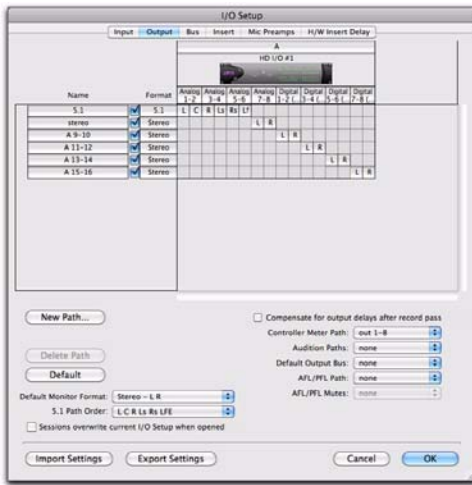 I/O Setup
Input Output Bus Insert Mic Preamps H/W Insert Delay
A
HD I/O #1
Name Format Analog 1-2 Analog 3-4 Analog 5-6 Analog 7-8 Digital 1-2 (... Digital 3-4 (... Digital 5-6 (... Digital 7-8 (...
5.1 5.1 L C R Ls Rs Lf
stereo Stereo L R
A 9-10 Stereo L R
A 11-12 Stereo L R
A 13-14 Stereo L R
A 15-16 Stereo L R
New Path... Compensate for output delays after record pass
Controller Meter Path: out 1-8
Delete Path Audition Paths: none
Default Default Output Bus: none
AFL/PFL Path: none
Default Monitor Format: Stereo - L R AFL/PFL Mutes: none
5.1 Path Order: L C R Ls Rs LFE
Sessions overwrite current I/O Setup when opened
Import Settings Export Settings Cancel OK